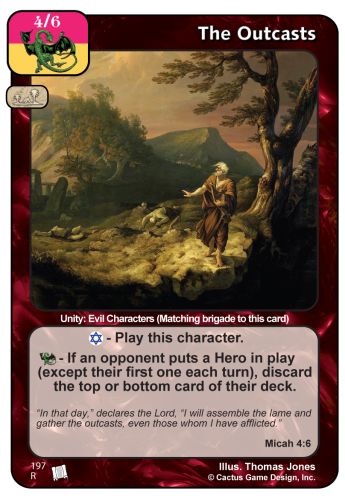 4/6
The Outcasts
Unity: Evil Characters (Matching brigade to this card)
- Play this character.
- If an opponent puts a Hero in play
(except their first one each turn), discard
the top or bottom card of their deck.
"In that day," declares the Lord, "I will assemble the lame and
gather the outcasts, even those whom I have afflicted."
Micah 4:6
197
R
Illus. Thomas Jones
© Cactus Game Design, Inc.